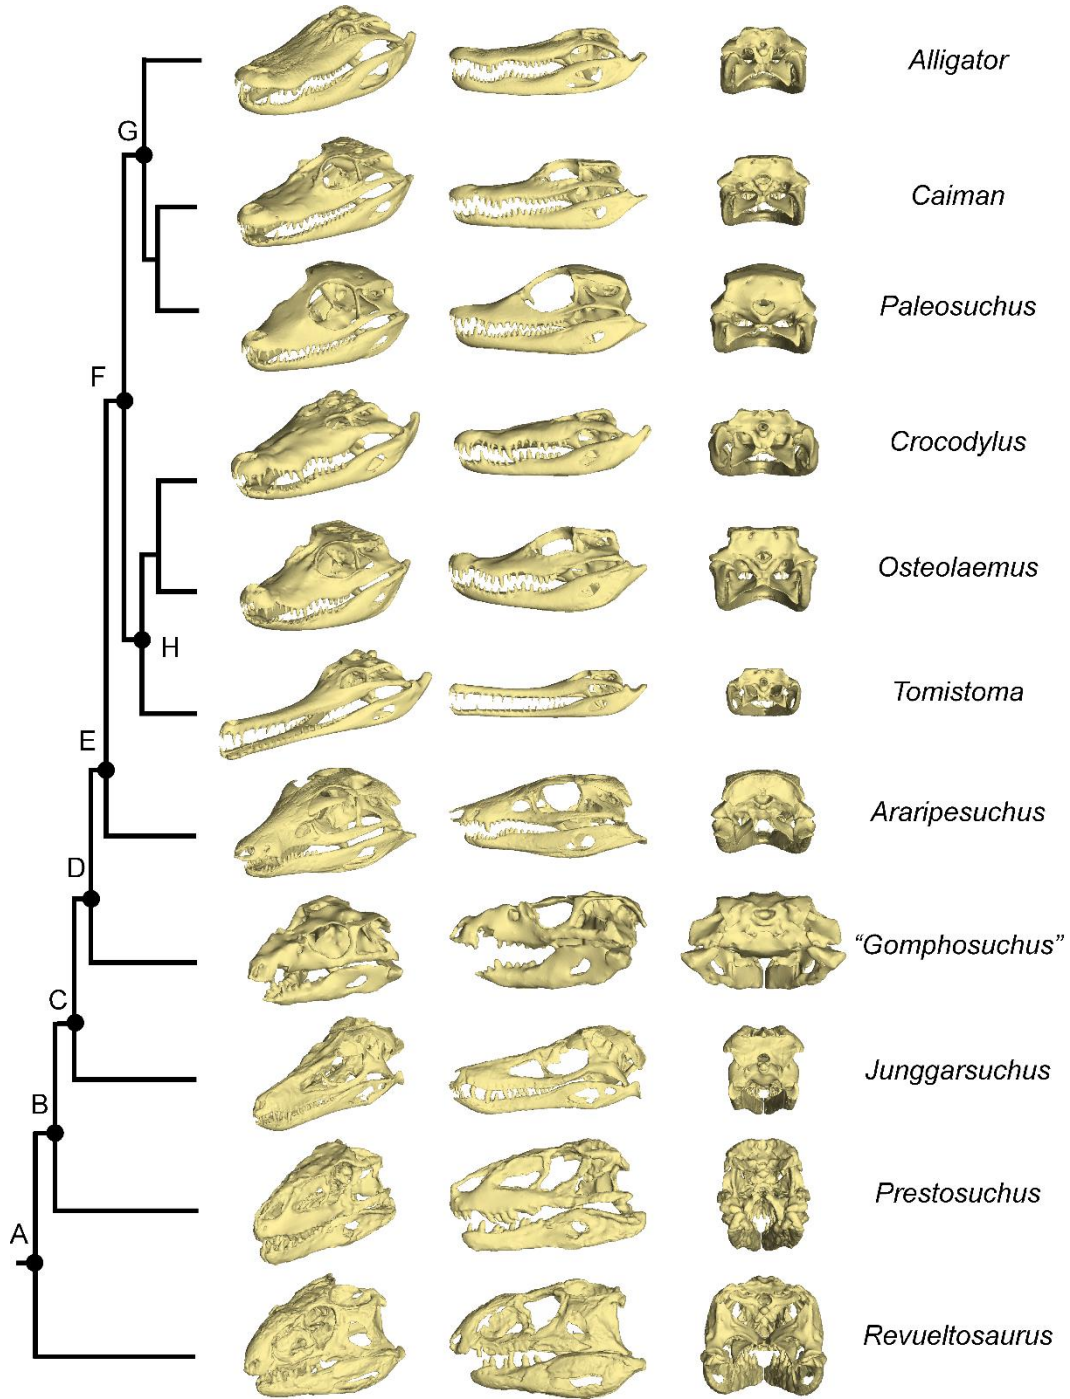 Alligator
G
Caiman
Paleosuchus
F
Crocodylus
Osteolaemus
H
Tomistoma
E
Araripesuchus
D
“Gomphosuchus”
C
Junggarsuchus
B
Prestosuchus
A
Revueltosaurus